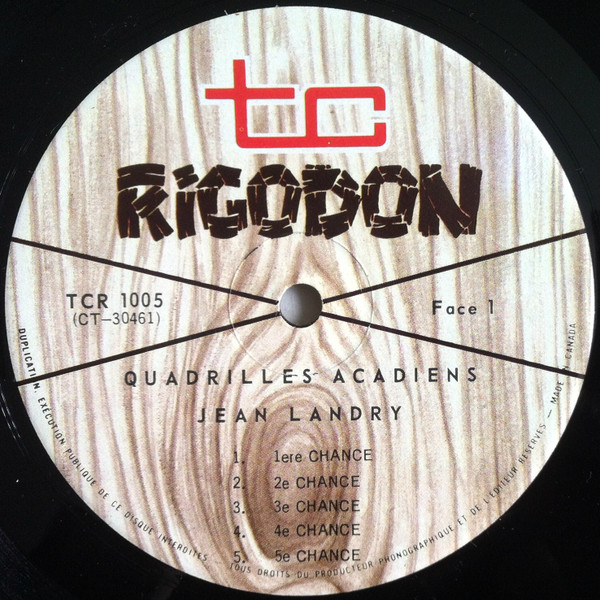 tc
RIGODON
TCR 1005
(CT-30461)
Face 1
QUADRILLES ACADIENS
JEAN LANDRY
1. 1ere CHANCE
2. 2e CHANCE
3. 3e CHANCE
4. 4e CHANCE
5. 5e CHANCE
DUPLICATION, EXÉCUTION PUBLIQUE DE CE DISQUE INTERDITES. TOUS DROITS DU PRODUCTEUR PHONOGRAPHIQUE ET DE L'EDITEUR RESERVES – MADE IN CANADA